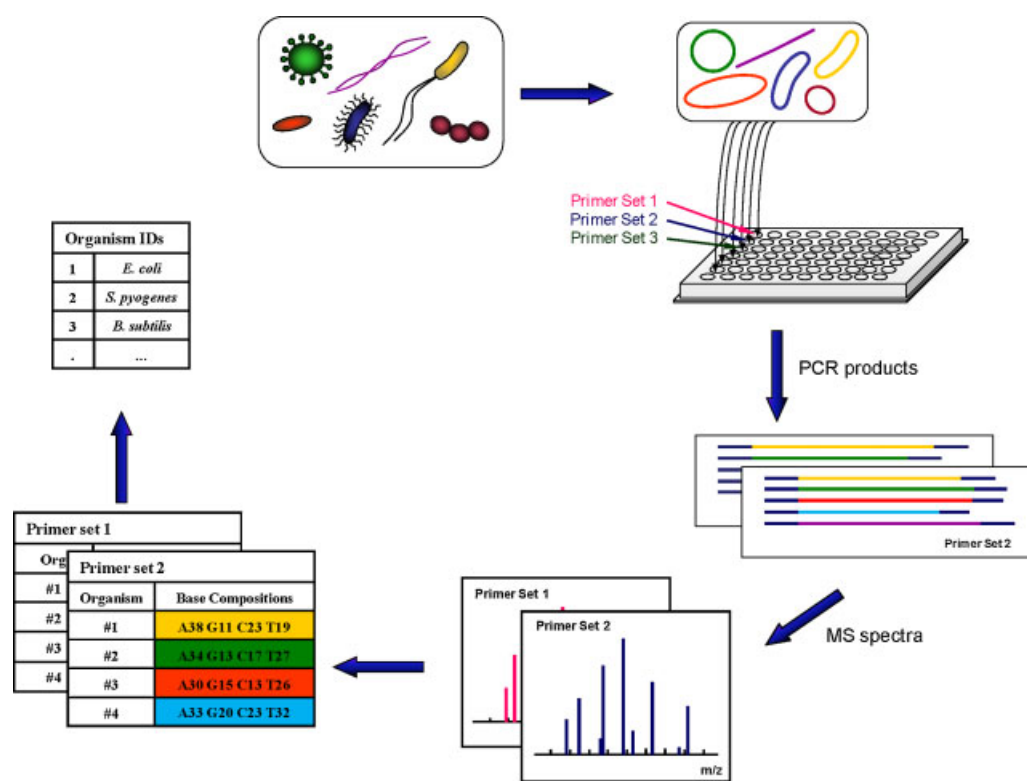 Primer Set 1
Primer Set 2
Primer Set 3
Organism IDs
1 E. coli
2 S. pyogenes
3 B. subtilis
. ...
PCR products
Primer Set 2
MS spectra
Primer Set 1
Primer Set 2
m/z
Primer set 1
#1
#2
#3
#4
Primer set 2
Organism Base Compositions
#1 A38 G11 C23 T19
#2 A34 G13 C17 T27
#3 A30 G15 C13 T26
#4 A33 G20 C23 T32